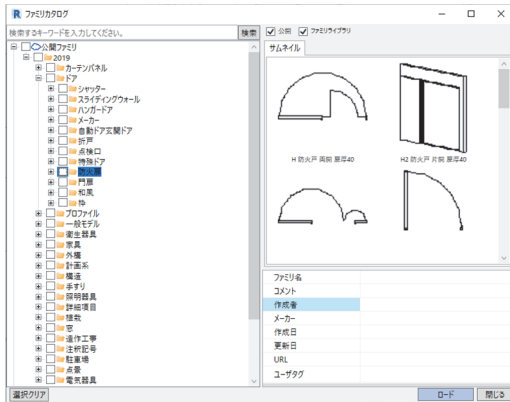 R ファミリカタログ
検索するキーワードを入力してください。
検索
公開
ファミリライブラリ
サムネイル
公開ファミリ
2019
カーテンパネル
ドア
シャッター
スライディングウォール
ハンガードア
メーカー
自動ドア玄関ドア
折戸
点検口
特殊ドア
防火扉
門扉
和風
枠
プロファイル
一般モデル
衛生器具
家具
外構
計画系
構造
手すり
照明器具
詳細項目
植栽
窓
造作工事
注釈記号
駐車場
点景
電気器具
H 防火戸 両開 扉厚40
H2 防火戸 片開 扉厚40
ファミリ名
コメント
作成者
メーカー
作成日
更新日
URL
ユーザタグ
選択クリア
ロード
閉じる